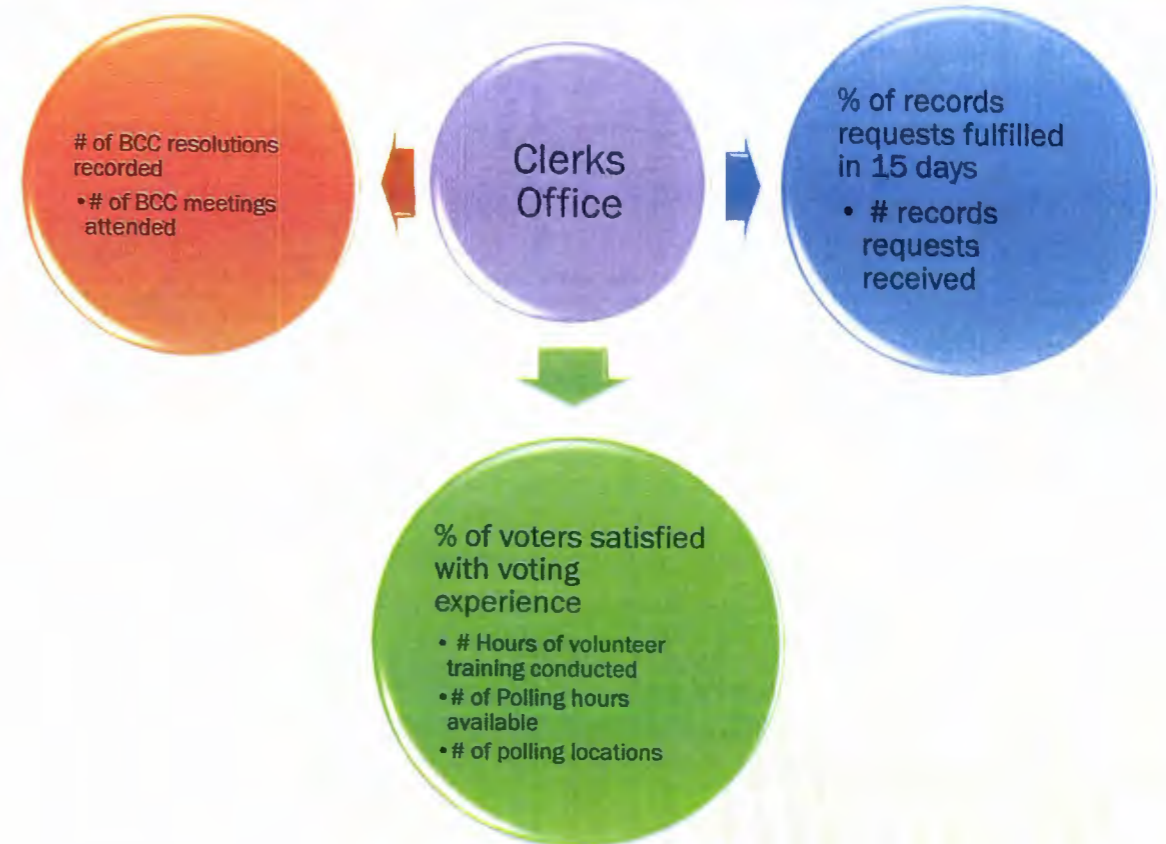 # of BCC resolutions
recorded
•# of BCC meetings
attended
Clerks
Office
% of records
requests fulfilled
in 15 days
• # records
requests
received
% of voters satisfied
with voting
experience
• # Hours of volunteer
training conducted
•# of Polling hours
available
•# of polling locations